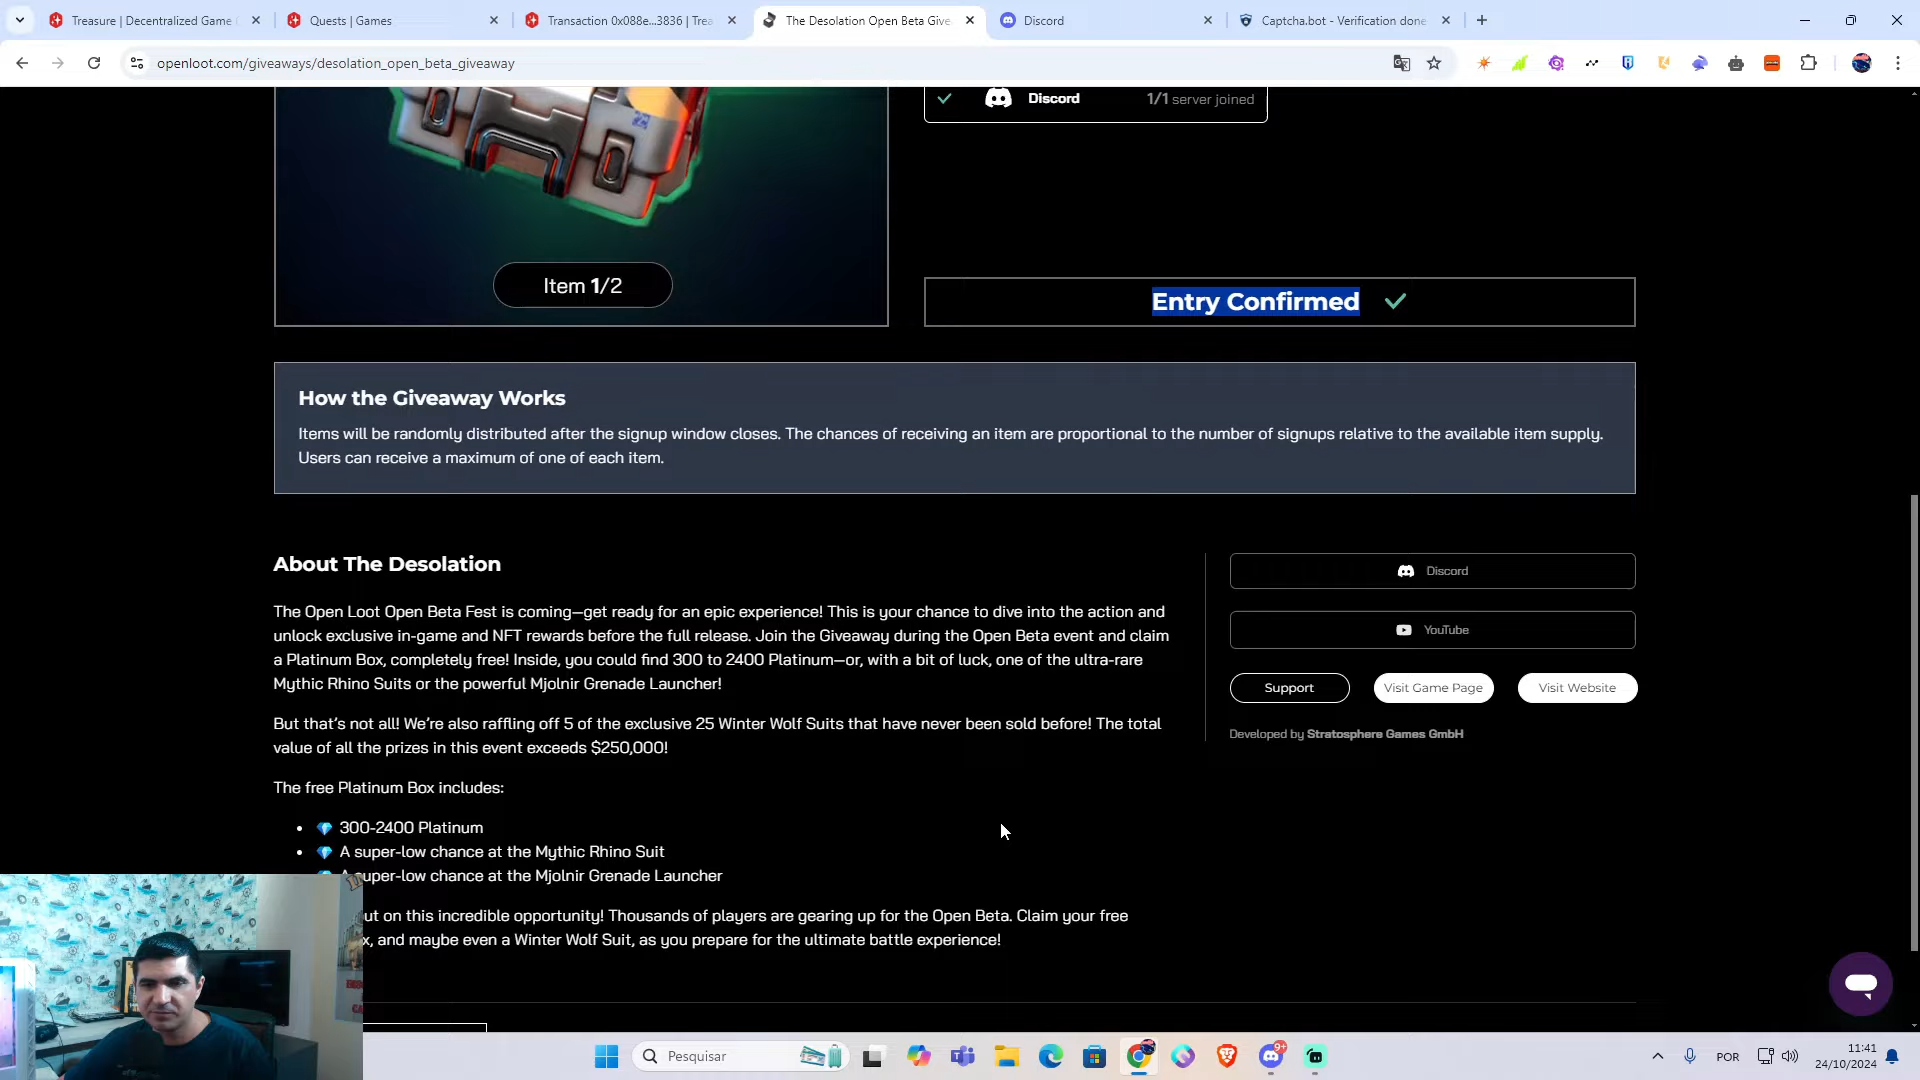 Treasure | Decentralized Game
Quests | Games
Transaction 0x088e...3836 | Trea
The Desolation Open Beta Give
Discord
Captcha.bot - Verification done
openloot.com/giveaways/desolation_open_beta_giveaway
Discord
1/1 server joined
Item 1/2
Entry Confirmed
How the Giveaway Works
Items will be randomly distributed after the signup window closes. The chances of receiving an item are proportional to the number of signups relative to the available item supply.
Users can receive a maximum of one of each item.
About The Desolation
The Open Loot Open Beta Fest is coming—get ready for an epic experience! This is your chance to dive into the action and
unlock exclusive in-game and NFT rewards before the full release. Join the Giveaway during the Open Beta event and claim
a Platinum Box, completely free! Inside, you could find 300 to 2400 Platinum—or, with a bit of luck, one of the ultra-rare
Mythic Rhino Suits or the powerful Mjolnir Grenade Launcher!
But that's not all! We're also raffling off 5 of the exclusive 25 Winter Wolf Suits that have never been sold before! The total
value of all the prizes in this event exceeds $250,000!
The free Platinum Box includes:
300-2400 Platinum
A super-low chance at the Mythic Rhino Suit
A super-low chance at the Mjolnir Grenade Launcher
ut on this incredible opportunity! Thousands of players are gearing up for the Open Beta. Claim your free
x, and maybe even a Winter Wolf Suit, as you prepare for the ultimate battle experience!
Discord
YouTube
Support
Visit Game Page
Visit Website
Developed by Stratosphere Games GmbH
Pesquisar
9+
POR
11:41
24/10/2024